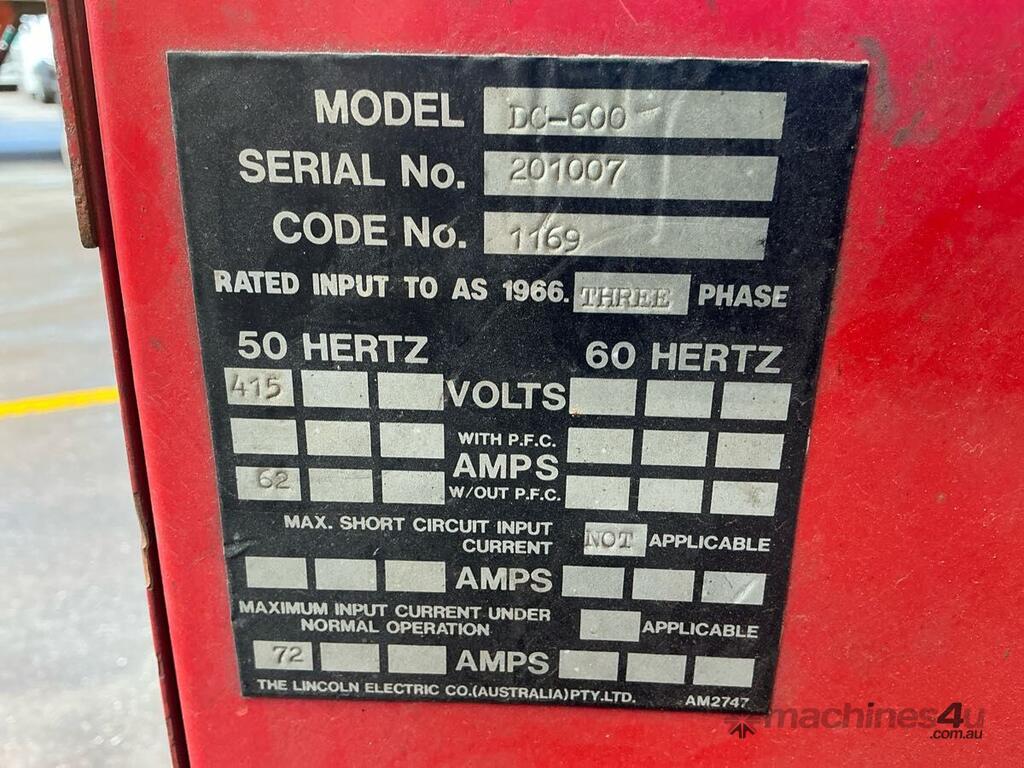 MODEL DC-600
SERIAL No. 201007
CODE No. 1169
RATED INPUT TO AS 1966. THREE PHASE
50 HERTZ 60 HERTZ
415 VOLTS
WITH P.F.C.
AMPS
62 W/OUT P.F.C.
MAX. SHORT CIRCUIT INPUT
CURRENT NOT APPLICABLE
AMPS
MAXIMUM INPUT CURRENT UNDER
NORMAL OPERATION APPLICABLE
72 AMPS
THE LINCOLN ELECTRIC CO.(AUSTRALIA)PTY.LTD. AM2747
machines4u
.com.au